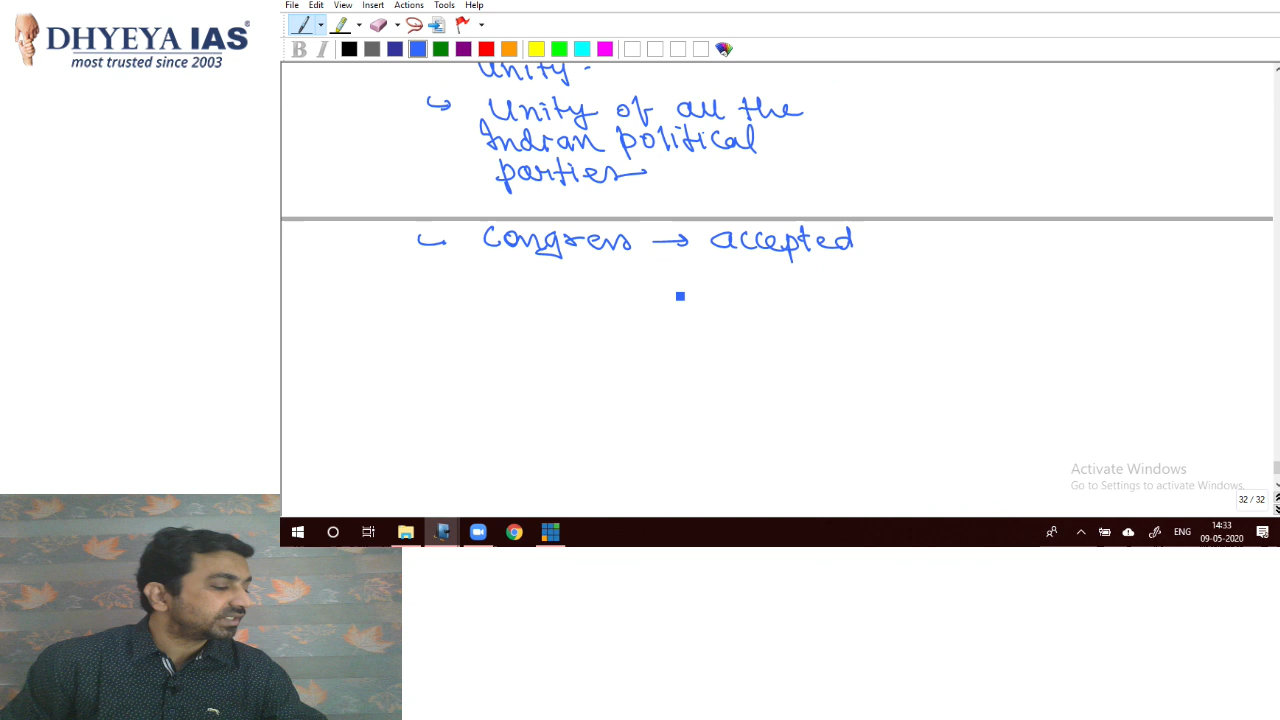 File Edit View Insert Actions Tools Help
DHYEYA IAS®
most trusted since 2003
B I
Unity -
↳ Unity of all the
Indian political
parties
↳ Congress → accepted
Activate Windows
Go to Settings to activate Windows.
32 / 32
ENG
14:33
09-05-2020